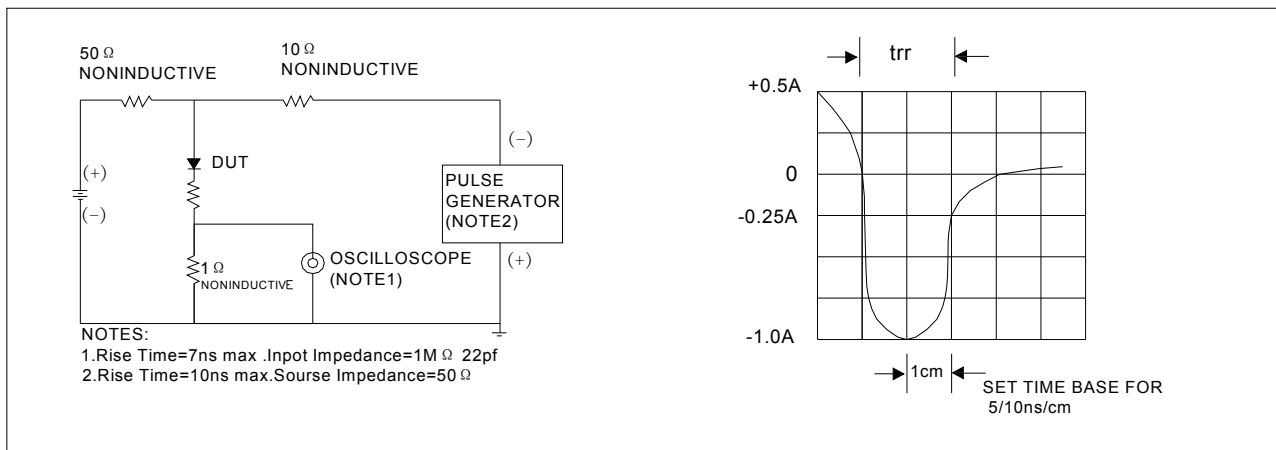 50 Ω
NONINDUCTIVE
10 Ω
NONINDUCTIVE
(+)
(−)
DUT
1 Ω
NONINDUCTIVE
OSCILLOSCOPE
(NOTE1)
(−)
PULSE
GENERATOR
(NOTE2)
(+)
NOTES:
1.Rise Time=7ns max .Inpot Impedance=1M Ω 22pf
2.Rise Time=10ns max.Sourse Impedance=50 Ω
trr
+0.5A
0
-0.25A
-1.0A
1cm
SET TIME BASE FOR
5/10ns/cm